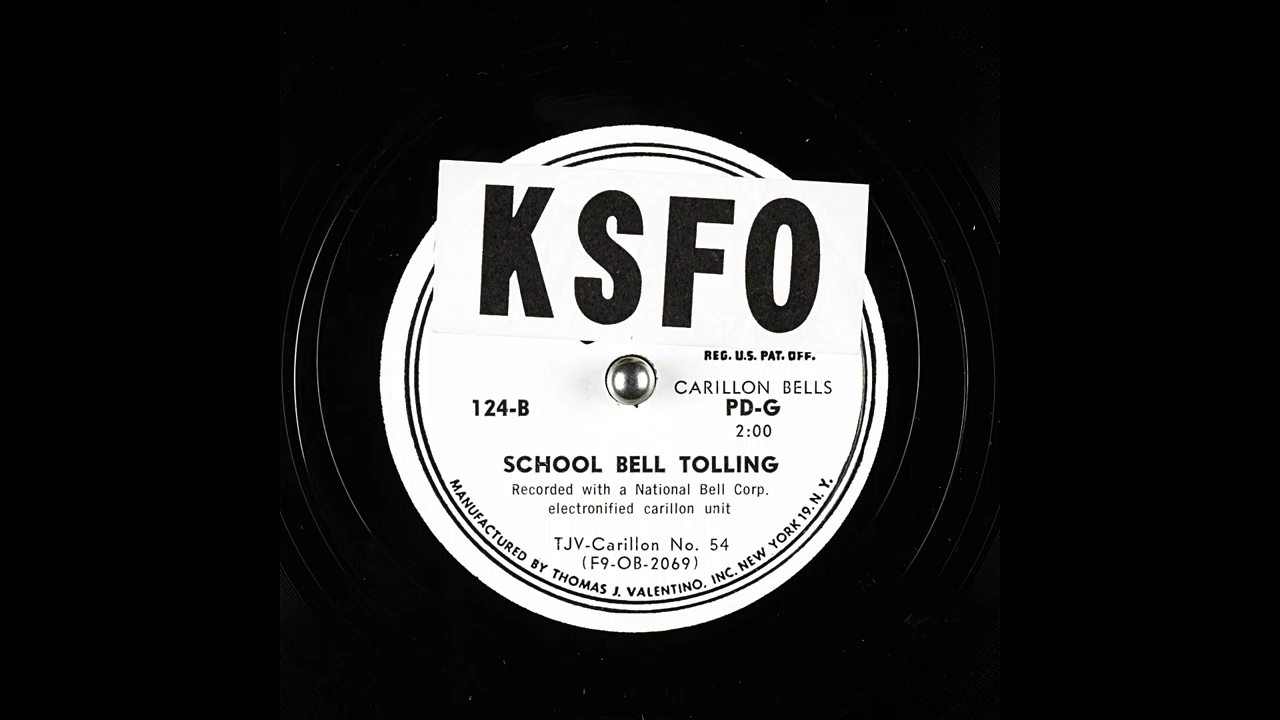 KSFO
REG. U.S. PAT. OFF.
CARILLON BELLS
124-B
PD-G
2:00
SCHOOL BELL TOLLING
Recorded with a National Bell Corp.
electronified carillon unit
TJV-Carillon No. 54
(F9-OB-2069)
MANUFACTURED BY THOMAS J. VALENTINO, INC. NEW YORK 19, N. Y.